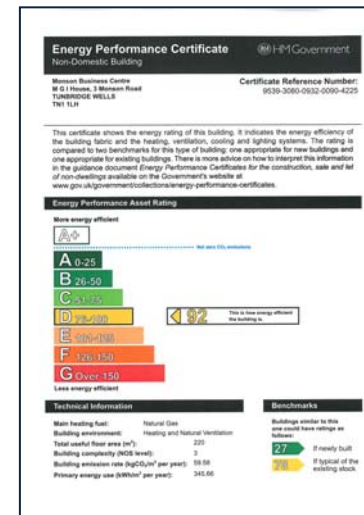 Energy Performance Certificate
Non-Domestic Building
HM Government
Monson Business Centre
M G I House, 3 Monson Road
TUNBRIDGE WELLS
TN1 1LH
Certificate Reference Number:
9539-3080-0932-0090-4225
This certificate shows the energy rating of this building. It indicates the energy efficiency of
the building fabric and the heating, ventilation, cooling and lighting systems. The rating is
compared to two benchmarks for this type of building: one appropriate for new buildings and
one appropriate for existing buildings. There is more advice on how to interpret this information
in the guidance document Energy Performance Certificates for the construction, sale and let
of non-dwellings available on the Government's website at
www.gov.uk/government/collections/energy-performance-certificates.
Energy Performance Asset Rating
More energy efficient
A+
Net zero CO₂ emissions
A 0-25
B 26-50
C 51-75
D 76-100
92
This is how energy efficient
the building is.
E 101-125
F 126-150
G Over 150
Less energy efficient
Technical Information
Main heating fuel: Natural Gas
Building environment: Heating and Natural Ventilation
Total useful floor area (m²): 220
Building complexity (NOS level): 3
Building emission rate (kgCO₂/m² per year): 59.58
Primary energy use (kWh/m² per year): 345.66
Benchmarks
Buildings similar to this
one could have ratings as
follows:
27 If newly built
78 If typical of the
existing stock